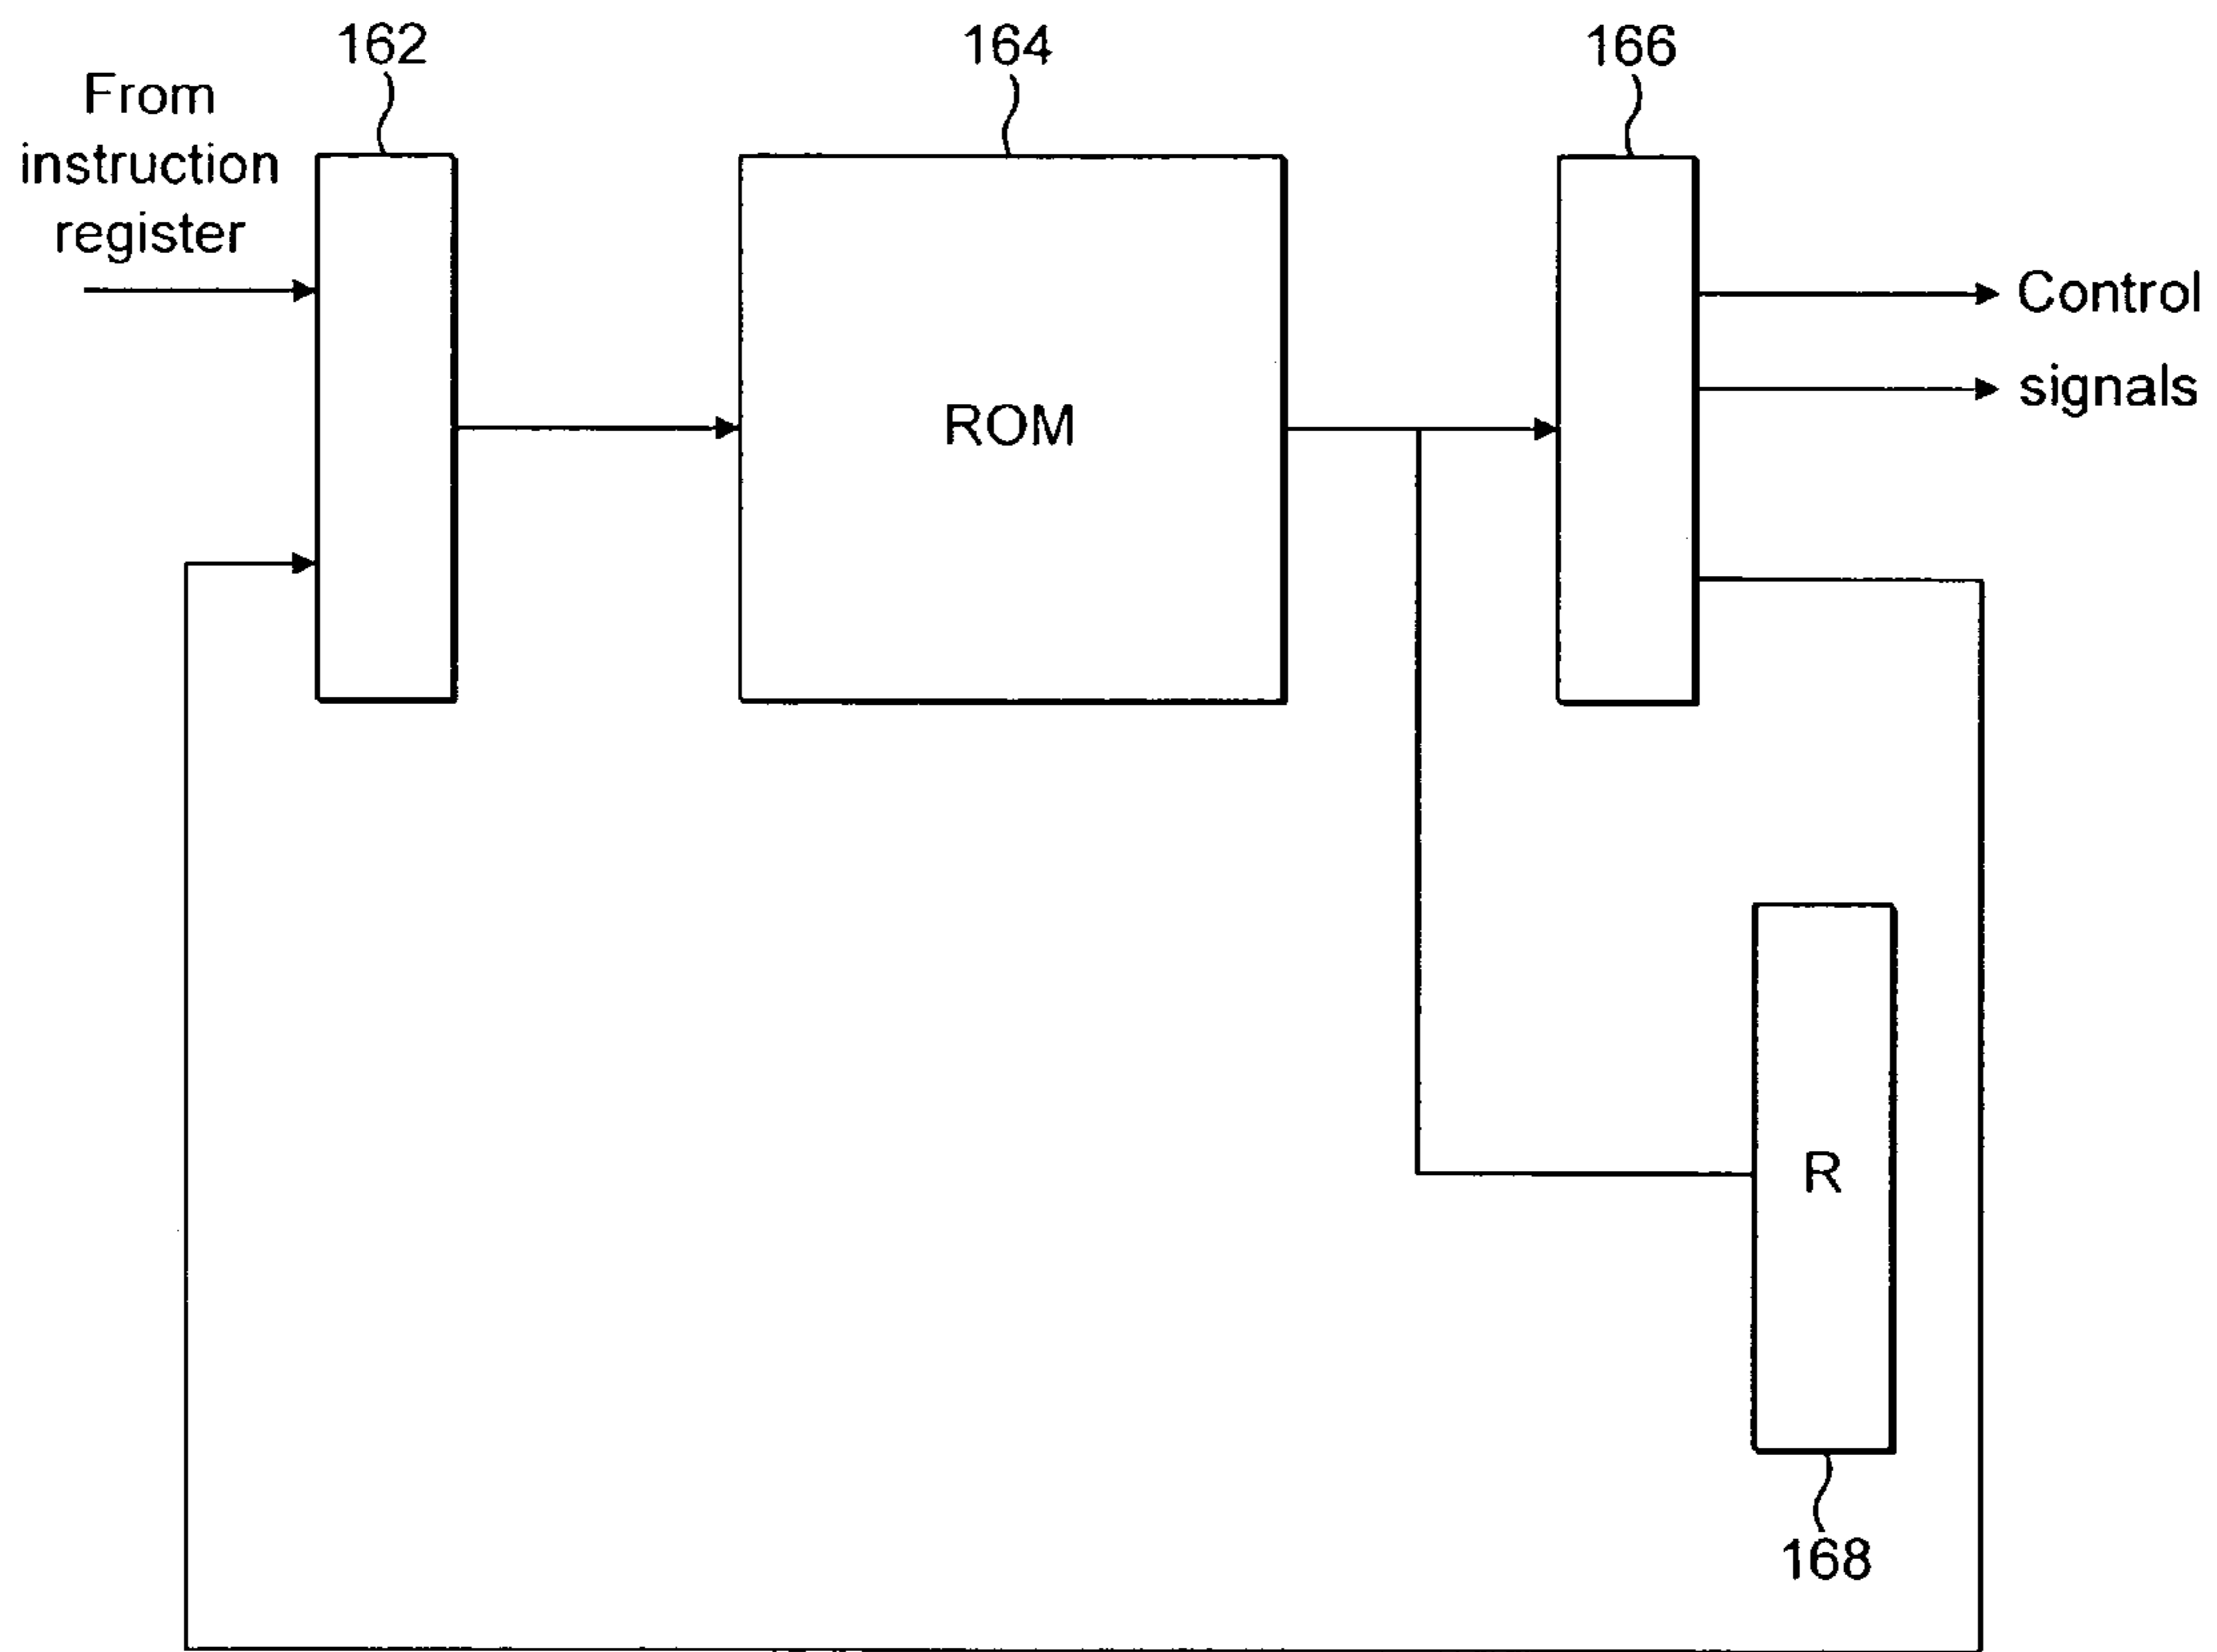 162
164
166
From
instruction
register
ROM
Control
signals
R
168